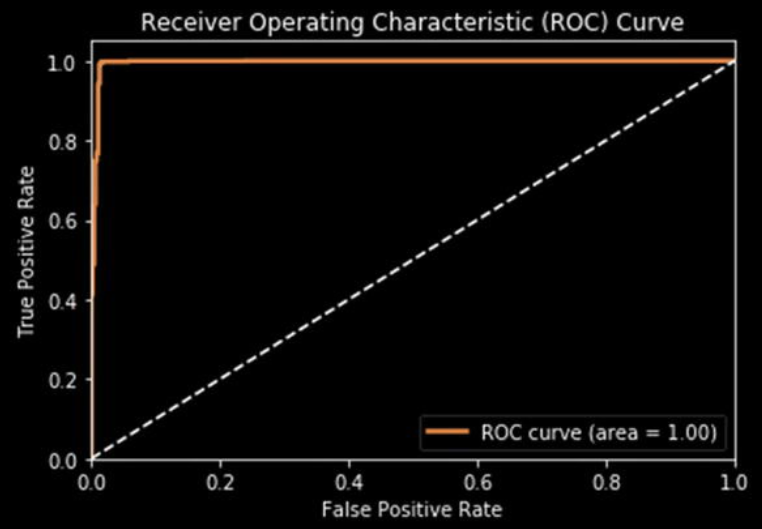 Receiver Operating Characteristic (ROC) Curve
1.0
0.8
0.6
0.4
0.2
0.0
True Positive Rate
ROC curve (area = 1.00)
0.0 0.2 0.4 0.6 0.8 1.0
False Positive Rate